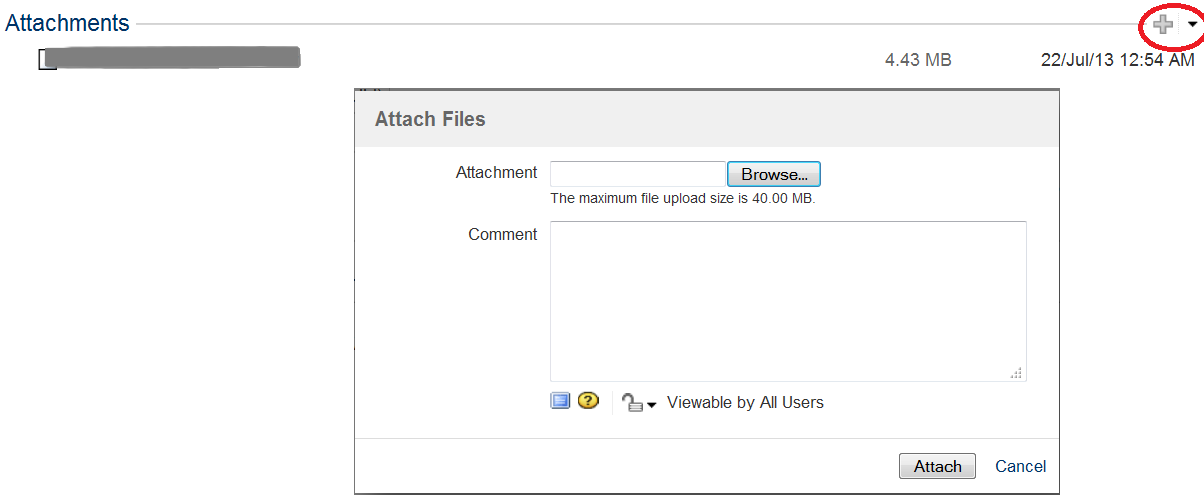 Attachments
4.43 MB 22/Jul/13 12:54 AM
Attach Files
Attachment Browse...
The maximum file upload size is 40.00 MB.
Comment
? Viewable by All Users
Attach Cancel